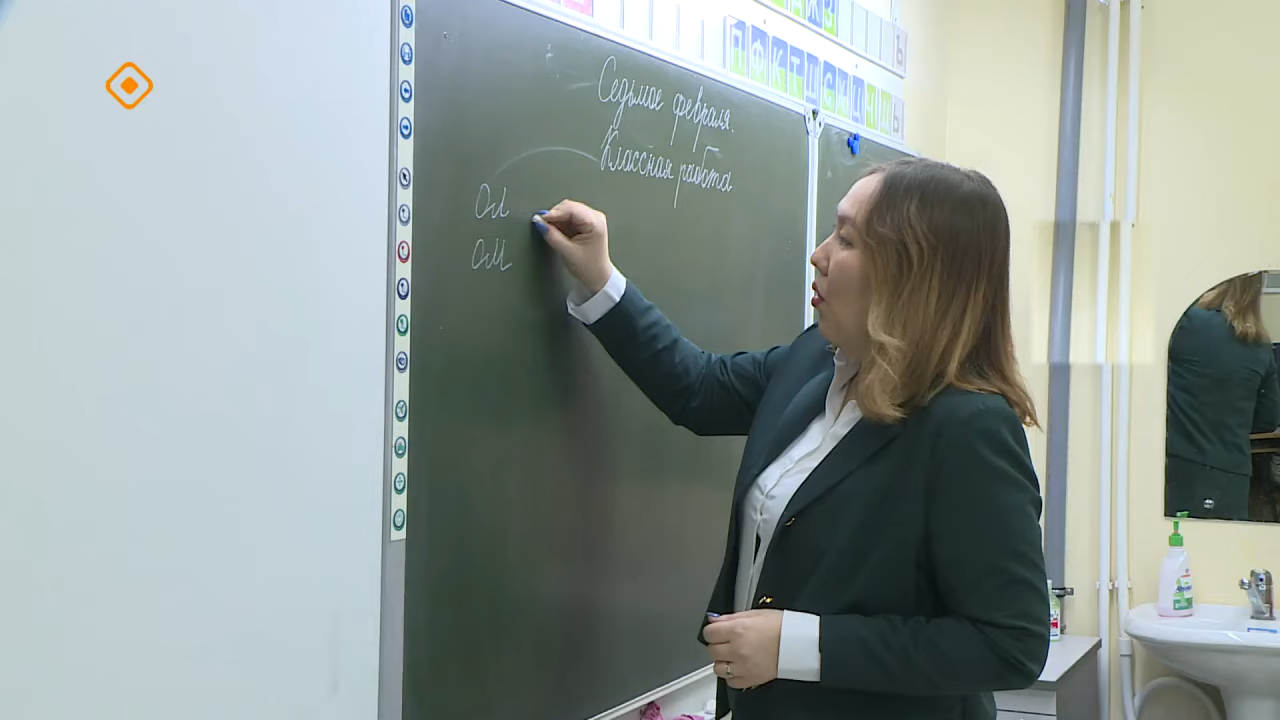 Ь
П Ф К Т Ш С Ц Ч Щ Ь
Седьмое февраля.
Классная работа
ол
ом